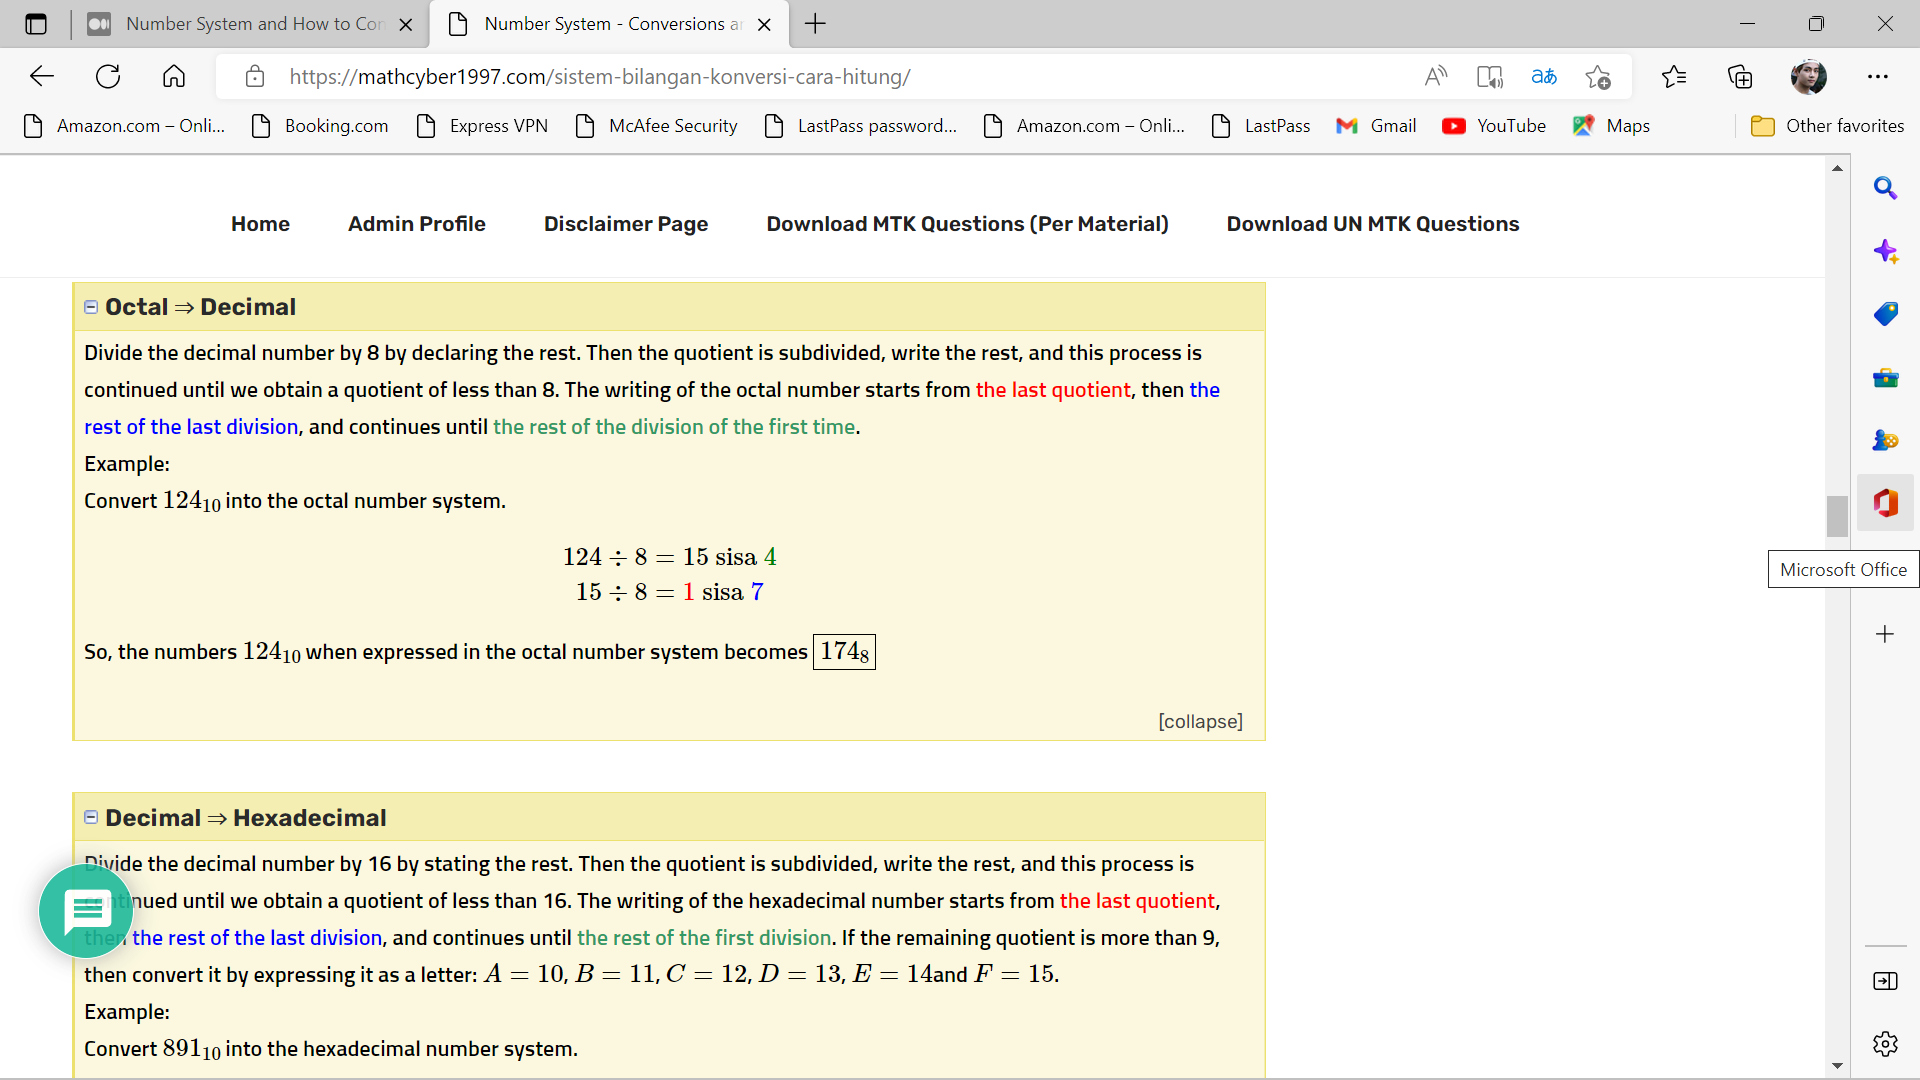 Number System and How to Con
Number System - Conversions a
https://mathcyber1997.com/sistem-bilangan-konversi-cara-hitung/
Amazon.com – Onli...
Booking.com
Express VPN
McAfee Security
LastPass password...
Amazon.com – Onli...
LastPass
Gmail
YouTube
Maps
Other favorites
Home Admin Profile Disclaimer Page Download MTK Questions (Per Material) Download UN MTK Questions
Octal ⇒ Decimal
Divide the decimal number by 8 by declaring the rest. Then the quotient is subdivided, write the rest, and this process is
continued until we obtain a quotient of less than 8. The writing of the octal number starts from the last quotient, then the
rest of the last division, and continues until the rest of the division of the first time.
Example:
Convert 124₁₀ into the octal number system.
124 ÷ 8 = 15 sisa 4
15 ÷ 8 = 1 sisa 7
So, the numbers 124₁₀ when expressed in the octal number system becomes 174₈
[collapse]
Microsoft Office
Decimal ⇒ Hexadecimal
Divide the decimal number by 16 by stating the rest. Then the quotient is subdivided, write the rest, and this process is
continued until we obtain a quotient of less than 16. The writing of the hexadecimal number starts from the last quotient,
then the rest of the last division, and continues until the rest of the first division. If the remaining quotient is more than 9,
then convert it by expressing it as a letter: A = 10, B = 11, C = 12, D = 13, E = 14and F = 15.
Example:
Convert 891₁₀ into the hexadecimal number system.